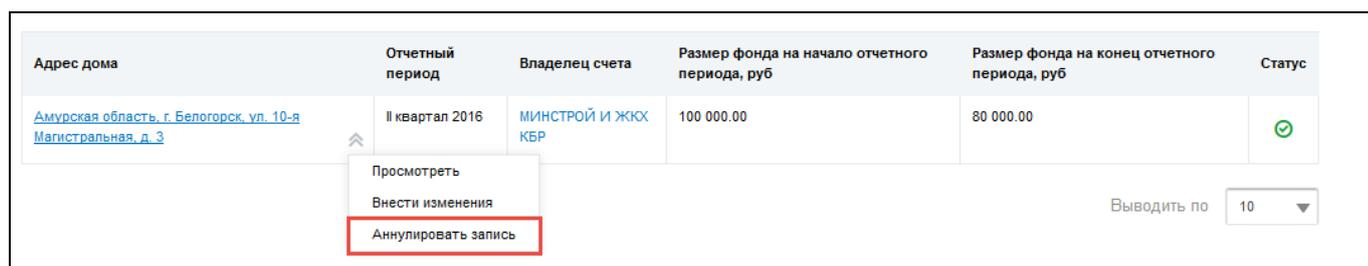 Адрес дома
Отчетный
период
Владелец счета
Размер фонда на начало отчетного
периода, руб
Размер фонда на конец отчетного
периода, руб
Статус
Амурская область, г. Белогорск, ул. 10-я
Магистральная, д. 3
II квартал 2016
МИНСТРОЙ И ЖКХ
КБР
100 000.00
80 000.00
Просмотреть
Внести изменения
Аннулировать запись
Выводить по
10